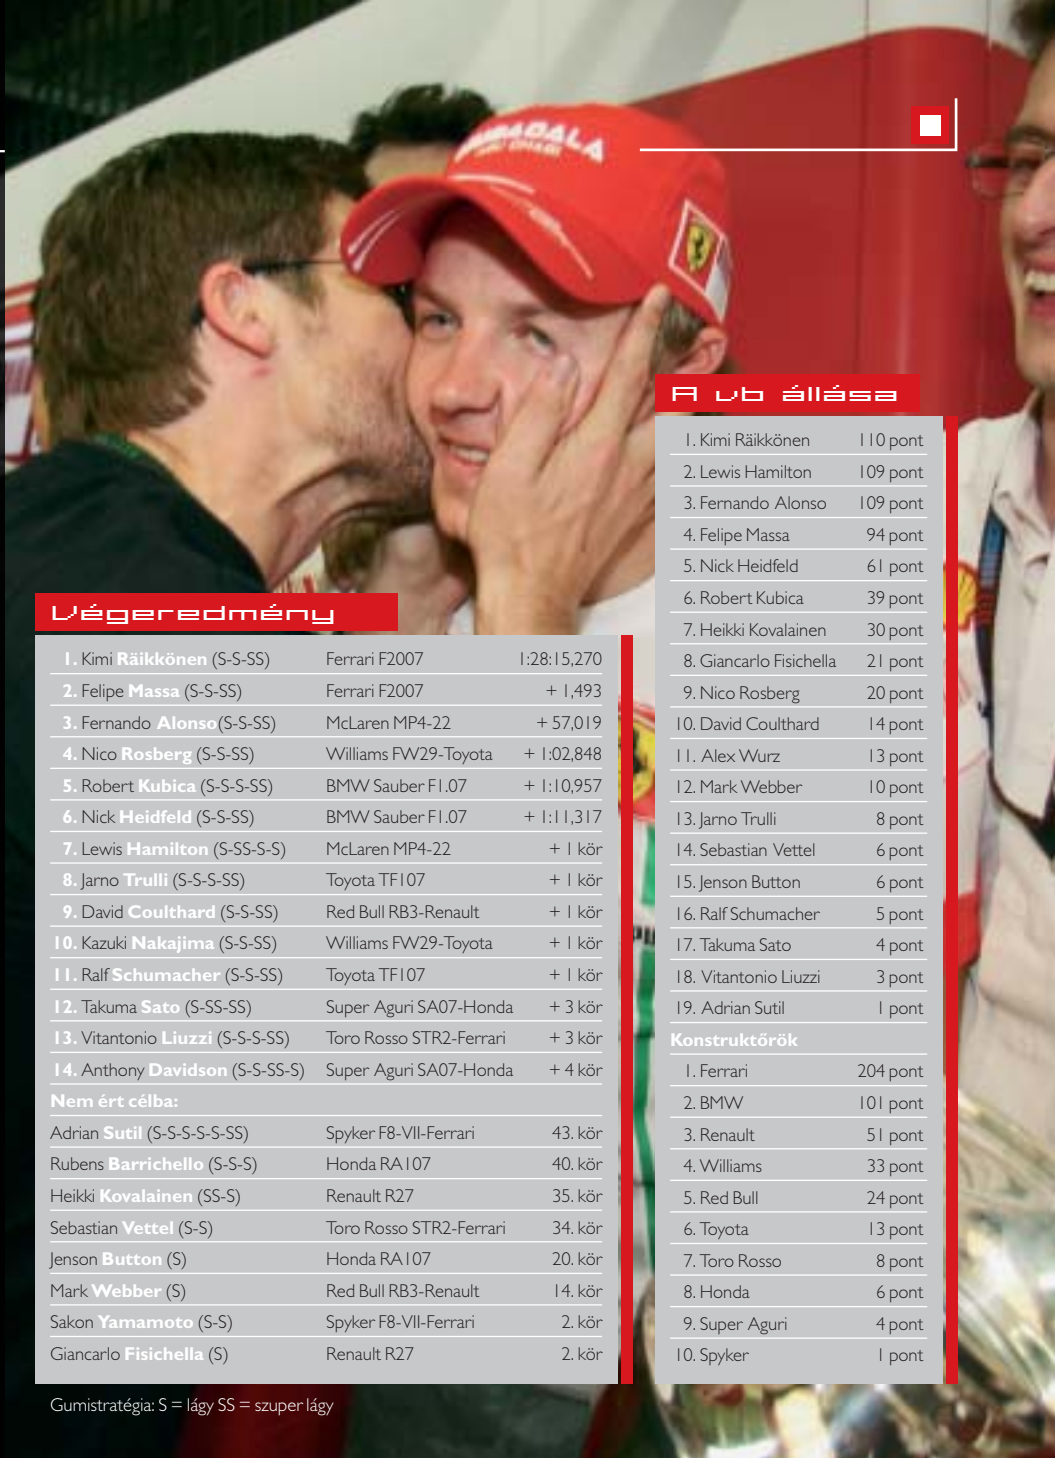 MUBADALA
ABU DHABI
Végeredmény
1. Kimi Räikkönen (S-S-SS) Ferrari F2007 1:28:15,270
2. Felipe Massa (S-S-SS) Ferrari F2007 + 1,493
3. Fernando Alonso(S-S-SS) McLaren MP4-22 + 57,019
4. Nico Rosberg (S-S-SS) Williams FW29-Toyota + 1:02,848
5. Robert Kubica (S-S-S-SS) BMW Sauber F1.07 + 1:10,957
6. Nick Heidfeld (S-S-SS) BMW Sauber F1.07 + 1:11,317
7. Lewis Hamilton (S-SS-S-S) McLaren MP4-22 + 1 kör
8. Jarno Trulli (S-S-S-SS) Toyota TF107 + 1 kör
9. David Coulthard (S-S-SS) Red Bull RB3-Renault + 1 kör
10. Kazuki Nakajima (S-S-SS) Williams FW29-Toyota + 1 kör
11. Ralf Schumacher (S-S-SS) Toyota TF107 + 1 kör
12. Takuma Sato (S-SS-SS) Super Aguri SA07-Honda + 3 kör
13. Vitantonio Liuzzi (S-S-S-SS) Toro Rosso STR2-Ferrari + 3 kör
14. Anthony Davidson (S-S-SS-S) Super Aguri SA07-Honda + 4 kör
Nem ért célba:
Adrian Sutil (S-S-S-S-S-SS) Spyker F8-VII-Ferrari 43. kör
Rubens Barrichello (S-S-S) Honda RA107 40. kör
Heikki Kovalainen (SS-S) Renault R27 35. kör
Sebastian Vettel (S-S) Toro Rosso STR2-Ferrari 34. kör
Jenson Button (S) Honda RA107 20. kör
Mark Webber (S) Red Bull RB3-Renault 14. kör
Sakon Yamamoto (S-S) Spyker F8-VII-Ferrari 2. kör
Giancarlo Fisichella (S) Renault R27 2. kör
Gumistratégia: S = lágy SS = szuper lágy
A vb állása
1. Kimi Räikkönen 110 pont
2. Lewis Hamilton 109 pont
3. Fernando Alonso 109 pont
4. Felipe Massa 94 pont
5. Nick Heidfeld 61 pont
6. Robert Kubica 39 pont
7. Heikki Kovalainen 30 pont
8. Giancarlo Fisichella 21 pont
9. Nico Rosberg 20 pont
10. David Coulthard 14 pont
11. Alex Wurz 13 pont
12. Mark Webber 10 pont
13. Jarno Trulli 8 pont
14. Sebastian Vettel 6 pont
15. Jenson Button 6 pont
16. Ralf Schumacher 5 pont
17. Takuma Sato 4 pont
18. Vitantonio Liuzzi 3 pont
19. Adrian Sutil 1 pont
Konstruktőrök
1. Ferrari 204 pont
2. BMW 101 pont
3. Renault 51 pont
4. Williams 33 pont
5. Red Bull 24 pont
6. Toyota 13 pont
7. Toro Rosso 8 pont
8. Honda 6 pont
9. Super Aguri 4 pont
10. Spyker 1 pont